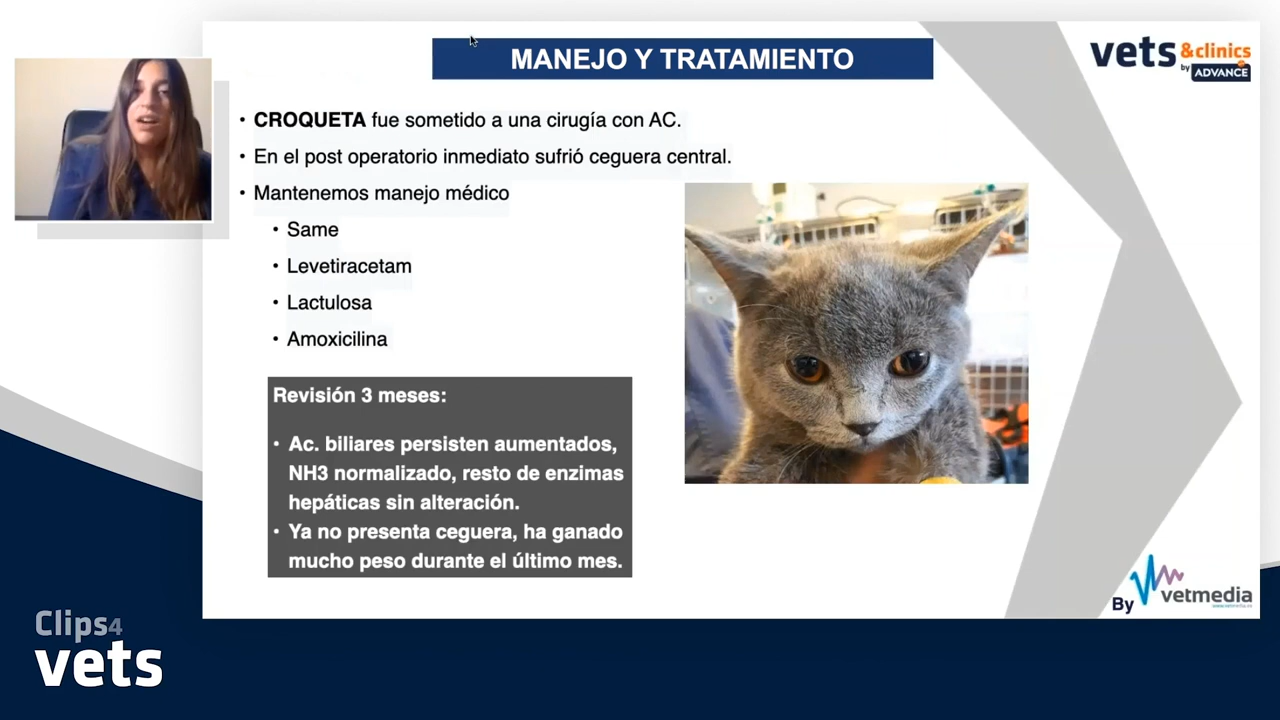 MANEJO Y TRATAMIENTO
vets &clinics
by ADVANCE
• CROQUETA fue sometido a una cirugía con AC.
• En el post operatorio inmediato sufrió ceguera central.
• Mantenemos manejo médico
• Same
• Levetiracetam
• Lactulosa
• Amoxicilina
Revisión 3 meses:
• Ac. biliares persisten aumentados,
NH3 normalizado, resto de enzimas
hepáticas sin alteración.
• Ya no presenta ceguera, ha ganado
mucho peso durante el último mes.
By vetmedia
Clips4
vets